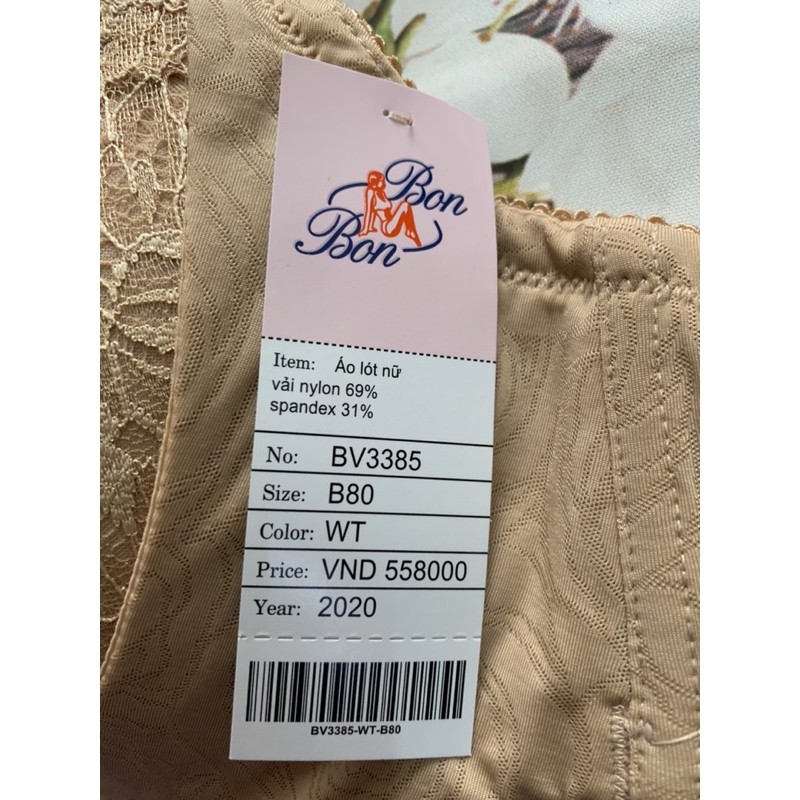 Bon
Bon
Item: Áo lót nữ
vải nylon 69%
spandex 31%
No: BV3385
Size: B80
Color: WT
Price: VND 558000
Year: 2020
BV3385-WT-B80